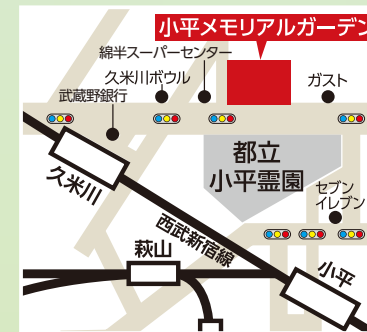 小平メモリアルガーデン
綿半スーパーセンター
久米川ボウル
ガスト
武蔵野銀行
都立
小平霊園
久米川
セブン
イレブン
西武新宿線
萩山
小平